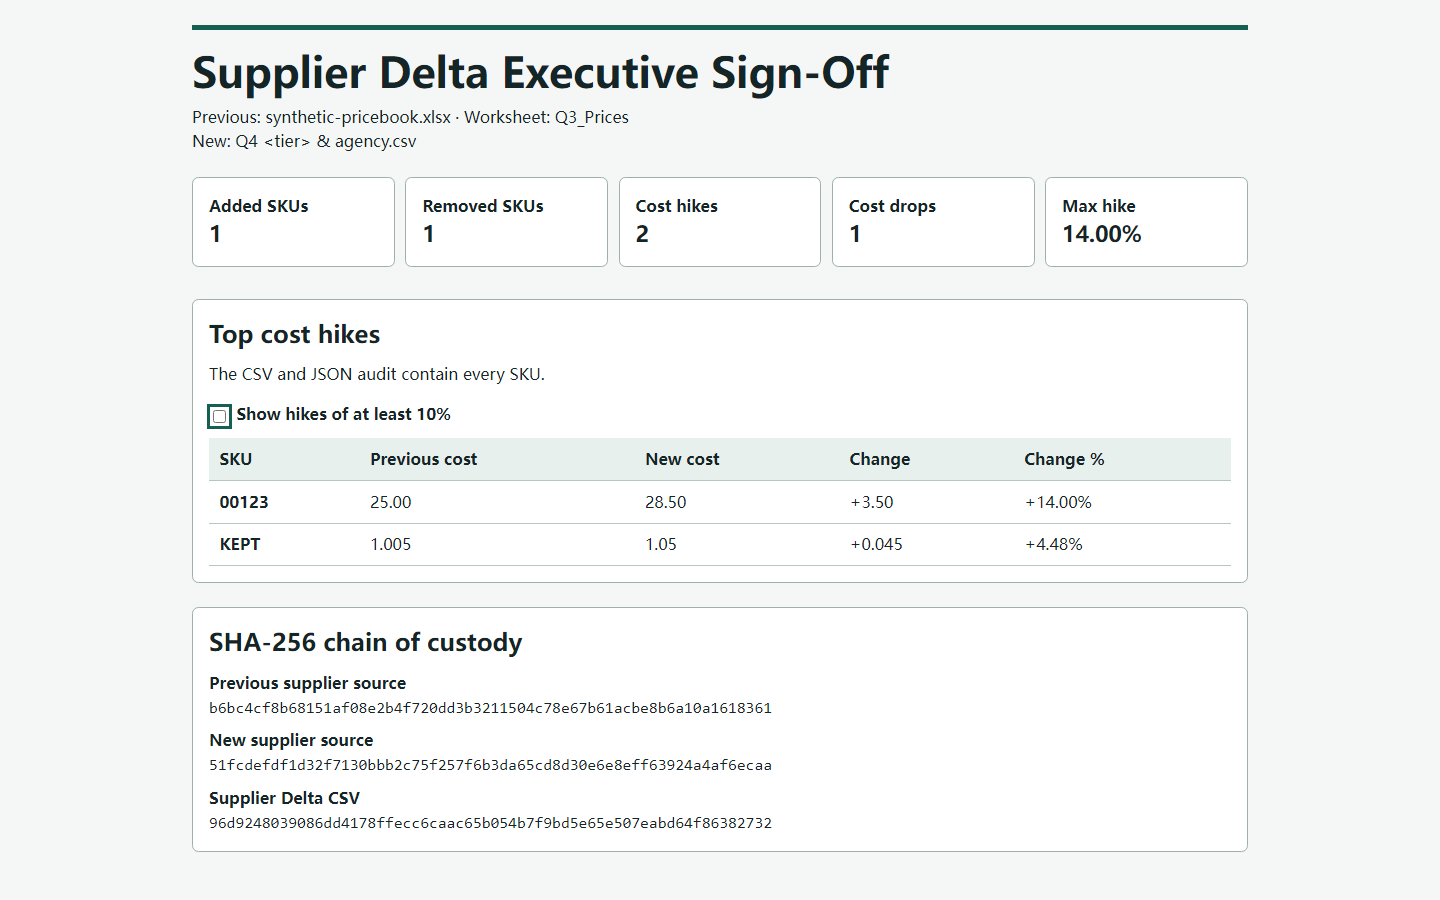 Supplier Delta Executive Sign-Off
Previous: synthetic-pricebook.xlsx · Worksheet: Q3_Prices
New: Q4 <tier> & agency.csv
Added SKUs
1
Removed SKUs
1
Cost hikes
2
Cost drops
1
Max hike
14.00%
Top cost hikes
The CSV and JSON audit contain every SKU.
Show hikes of at least 10%
SKU Previous cost New cost Change Change %
00123 25.00 28.50 +3.50 +14.00%
KEPT 1.005 1.05 +0.045 +4.48%
SHA-256 chain of custody
Previous supplier source
b6bc4cf8b68151af08e2b4f720dd3b3211504c78e67b61acbe8b6a10a1618361
New supplier source
51fcdefdf1d32f7130bbb2c75f257f6b3da65cd8d30e6e8eff63924a4af6ecaa
Supplier Delta CSV
96d9248039086dd4178ffecc6caac65b054b7f9bd5e65e507eabd64f86382732